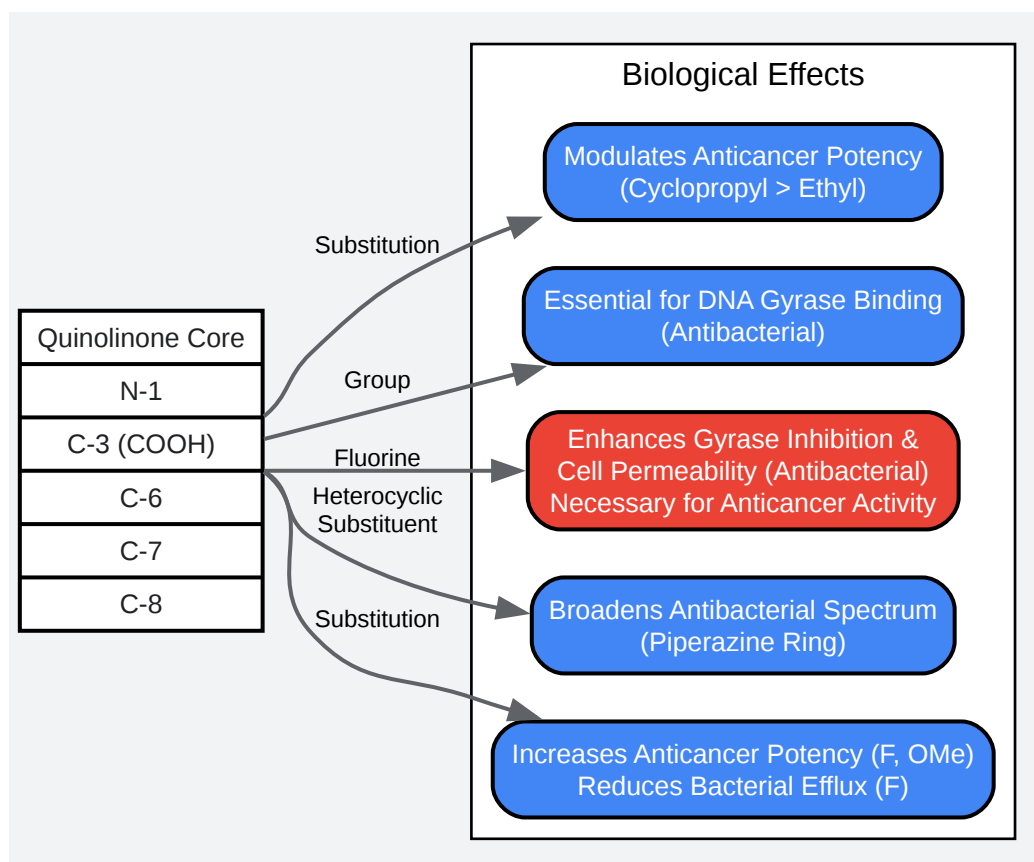 Biological Effects
Modulates Anticancer Potency
(Cyclopropyl > Ethyl)
Substitution
Essential for DNA Gyrase Binding
(Antibacterial)
Quinolinone Core
N-1
C-3 (COOH)
C-6
C-7
C-8
Group
Fluorine
Enhances Gyrase Inhibition &
Cell Permeability (Antibacterial)
Necessary for Anticancer Activity
Heterocyclic
Substituent
Broadens Antibacterial Spectrum
(Piperazine Ring)
Substitution
Increases Anticancer Potency (F, OMe)
Reduces Bacterial Efflux (F)